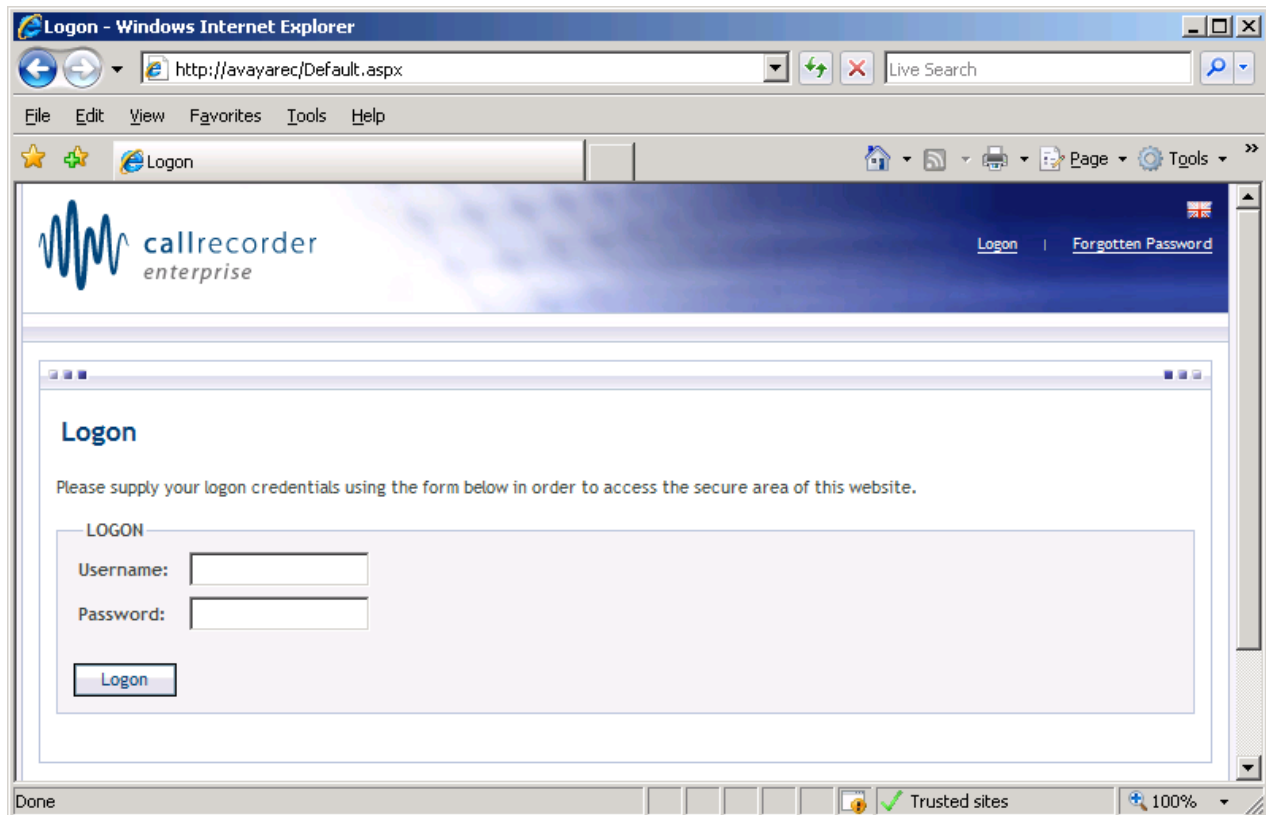 Logon - Windows Internet Explorer
http://avayarec/Default.aspx
Live Search
File Edit View Favorites Tools Help
Logon
Page Tools »
callrecorder
enterprise
Logon | Forgotten Password
Logon
Please supply your logon credentials using the form below in order to access the secure area of this website.
LOGON
Username:
Password:
Logon
Done
Trusted sites
100%